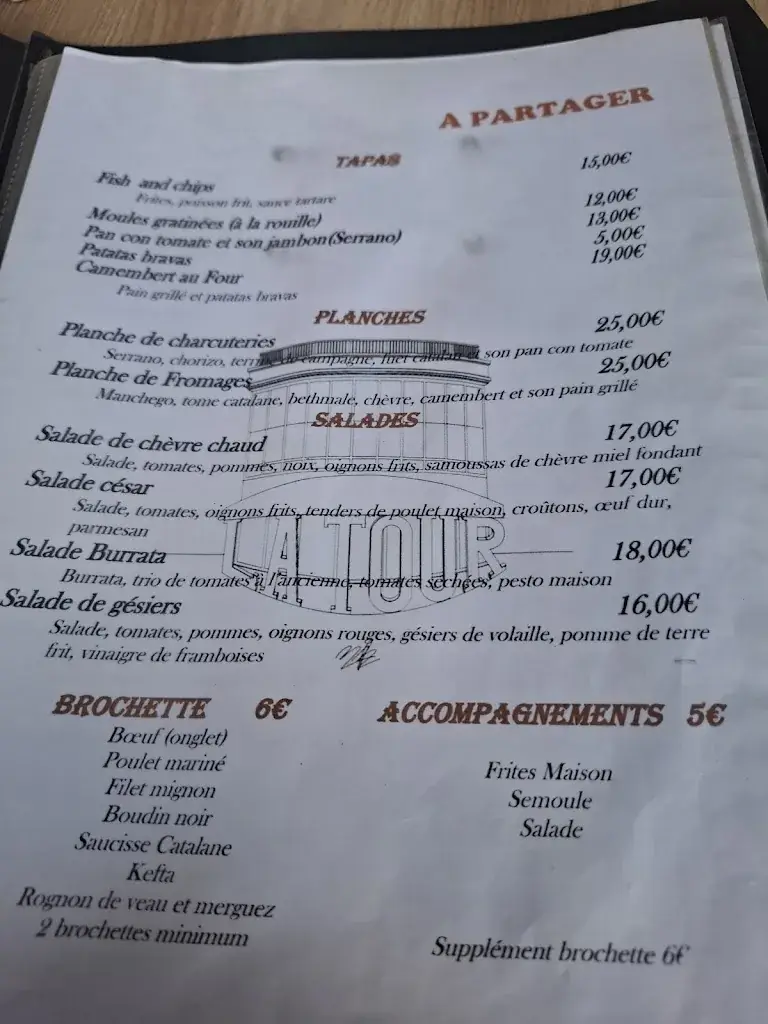 A PARTAGER
TAPAS
Fish and chips 15,00€
Frites, poisson frit, sauce tartare
Moules gratinées (à la rouille) 12,00€
Pan con tomate et son jambon(Serrano) 13,00€
Patatas bravas 5,00€
Camembert au Four 19,00€
Pain grillé et patatas bravas
PLANCHES
Planche de charcuteries 25,00€
Serrano, chorizo, terrine de campagne, fuet catalan et son pan con tomate
Planche de Fromages 25,00€
Manchego, tome catalane, bethmale, chèvre, camembert et son pain grillé
SALADES
Salade de chèvre chaud 17,00€
Salade, tomates, pommes, noix, oignons frits, samoussas de chèvre miel fondant
Salade césar 17,00€
Salade, tomates, oignons frits, tenders de poulet maison, croûtons, œuf dur,
parmesan
LA TOUR
Salade Burrata 18,00€
Burrata, trio de tomates à l'ancienne, tomates séchées, pesto maison
Salade de gésiers 16,00€
Salade, tomates, pommes, oignons rouges, gésiers de volaille, pomme de terre
frit, vinaigre de framboises
BROCHETTE 6€
Bœuf (onglet)
Poulet mariné
Filet mignon
Boudin noir
Saucisse Catalane
Kefta
Rognon de veau et merguez
2 brochettes minimum
ACCOMPAGNEMENTS 5€
Frites Maison
Semoule
Salade
Supplément brochette 6€